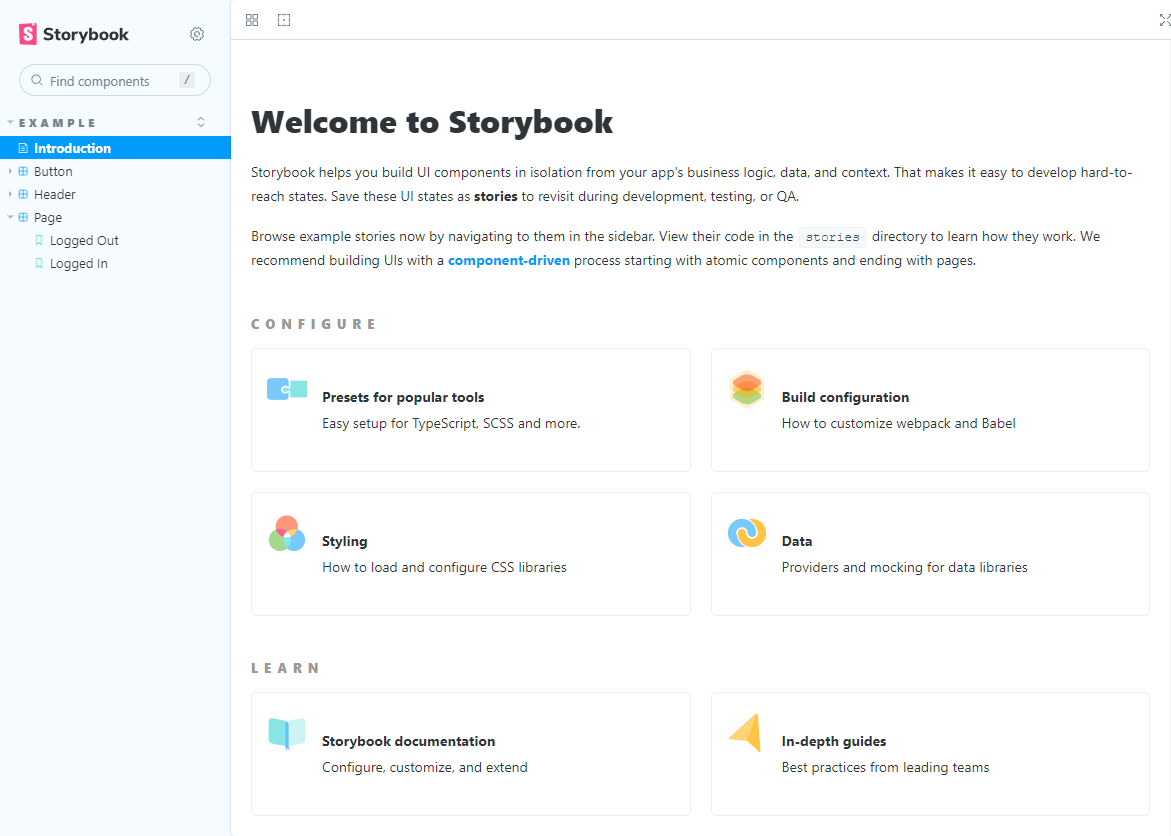 Storybook
Find components /
EXAMPLE
Introduction
Button
Header
Page
Logged Out
Logged In
Welcome to Storybook
Storybook helps you build UI components in isolation from your app's business logic, data, and context. That makes it easy to develop hard-to-
reach states. Save these UI states as stories to revisit during development, testing, or QA.
Browse example stories now by navigating to them in the sidebar. View their code in the stories directory to learn how they work. We
recommend building UIs with a component-driven process starting with atomic components and ending with pages.
CONFIGURE
Presets for popular tools
Easy setup for TypeScript, SCSS and more.
Build configuration
How to customize webpack and Babel
Styling
How to load and configure CSS libraries
Data
Providers and mocking for data libraries
LEARN
Storybook documentation
Configure, customize, and extend
In-depth guides
Best practices from leading teams